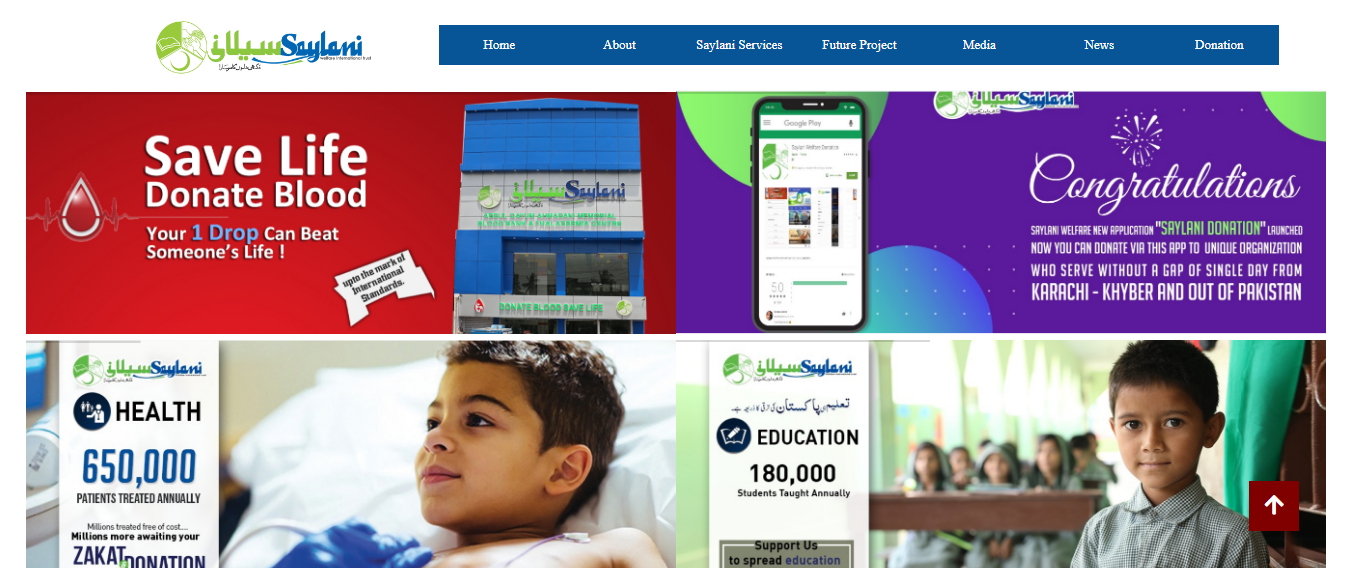 سیلانی Saylani
welfare international trust
Home About Saylani Services Future Project Media News Donation
Save Life
Donate Blood
Your 1 Drop Can Beat
Someone's Life !
upto the mark of
International
Standards.
سیلانی Saylani
DONATE BLOOD SAVE LIFE
سیلانی Saylani
Google Play
Saylani Welfare Donation
5.0
Congratulations
SAYLANI WELFARE NEW APPLICATION "SAYLANI DONATION" LAUNCHED
NOW YOU CAN DONATE VIA THIS APP TO UNIQUE ORGANIZATION
WHO SERVE WITHOUT A GAP OF SINGLE DAY FROM
KARACHI - KHYBER AND OUT OF PAKISTAN
سیلانی Saylani
HEALTH
650,000
PATIENTS TREATED ANNUALLY
Millions treated free of cost....
Millions more awaiting your
ZAKAT
DONATION
سیلانی Saylani
تعلیم ہی پاکستان کی ترقی کا ذریعہ ہے۔
EDUCATION
180,000
Students Taught Annually
Support Us
to spread education